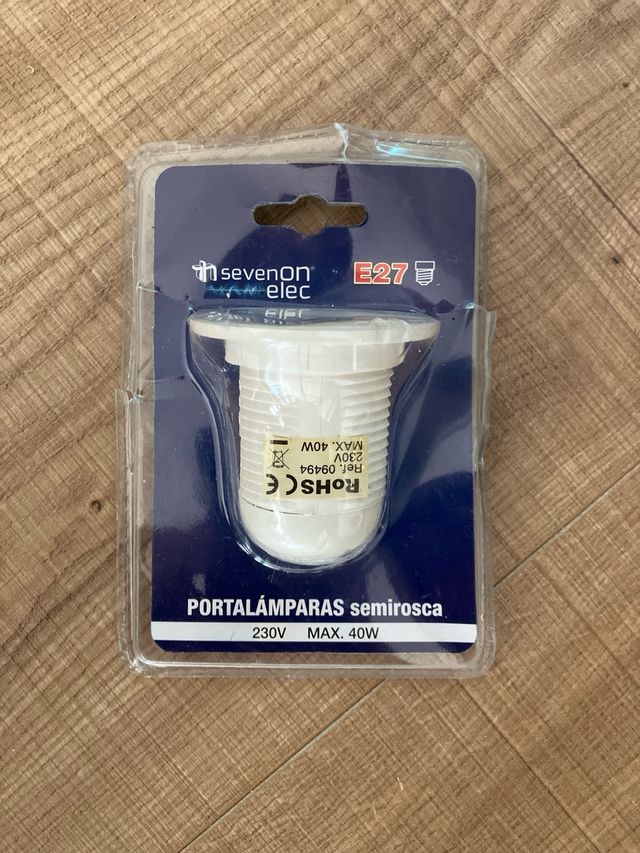 sevenON
elec
E27
RoHS CE
Ref. 09494
230V
MAX. 40W
PORTALÁMPARAS semirosca
230V MAX. 40W